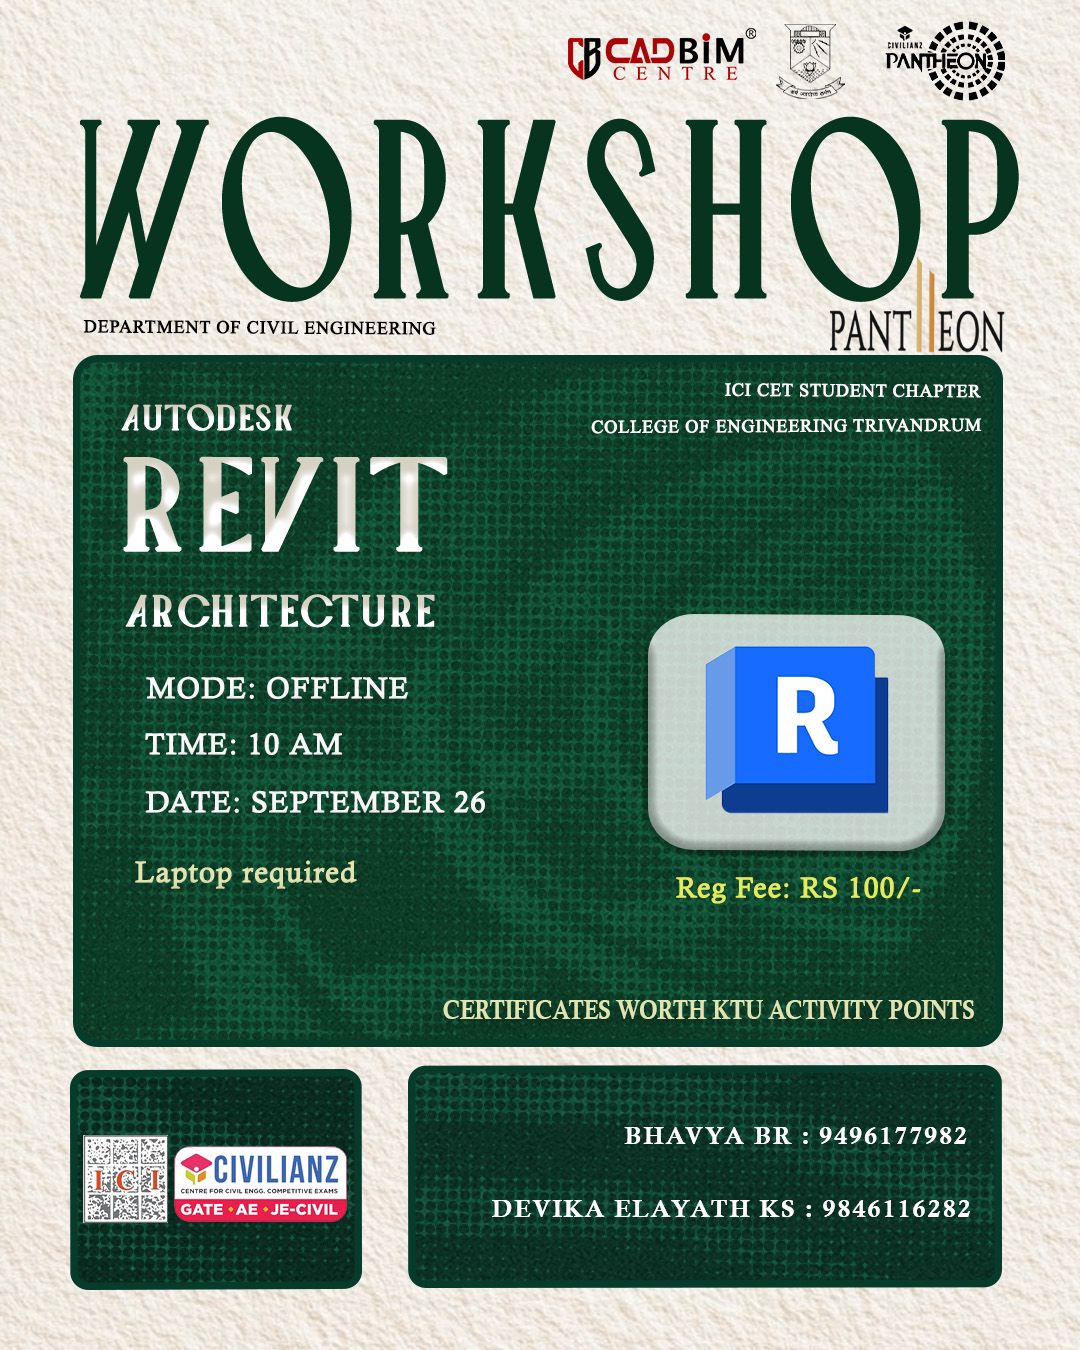 CB CADBIM®
CENTRE
CIVILIANZ
PANTHEON
WORKSHOP
DEPARTMENT OF CIVIL ENGINEERING
PANTHEON
ICI CET STUDENT CHAPTER
COLLEGE OF ENGINEERING TRIVANDRUM
AUTODESK
REVIT
ARCHITECTURE
MODE: OFFLINE
TIME: 10 AM
DATE: SEPTEMBER 26
R
Laptop required
Reg Fee: RS 100/-
CERTIFICATES WORTH KTU ACTIVITY POINTS
ICI
CIVILIANZ
CENTRE FOR CIVIL ENGG. COMPETITIVE EXAMS
GATE • AE • JE-CIVIL
BHAVYA BR : 9496177982
DEVIKA ELAYATH KS : 9846116282